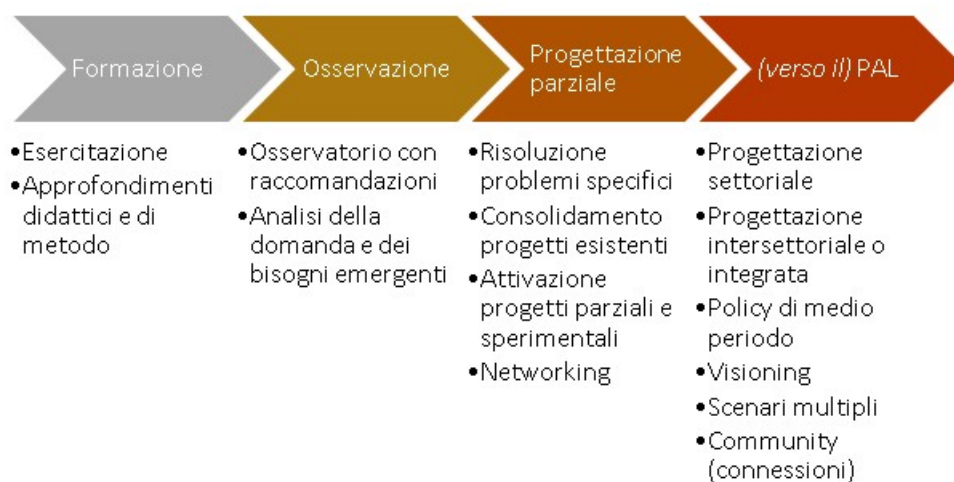 Formazione
Osservazione
Progettazione
parziale
(verso il) PAL
•Esercitazione
•Approfondimenti
didattici e di
metodo
•Osservatorio con
raccomandazioni
•Analisi della
domanda e dei
bisogni emergenti
•Risoluzione
problemi specifici
•Consolidamento
progetti esistenti
•Attivazione
progetti parziali e
sperimentali
•Networking
•Progettazione
settoriale
•Progettazione
intersettoriale o
integrata
•Policy di medio
periodo
•Visioning
•Scenari multipli
•Community
(connessioni)